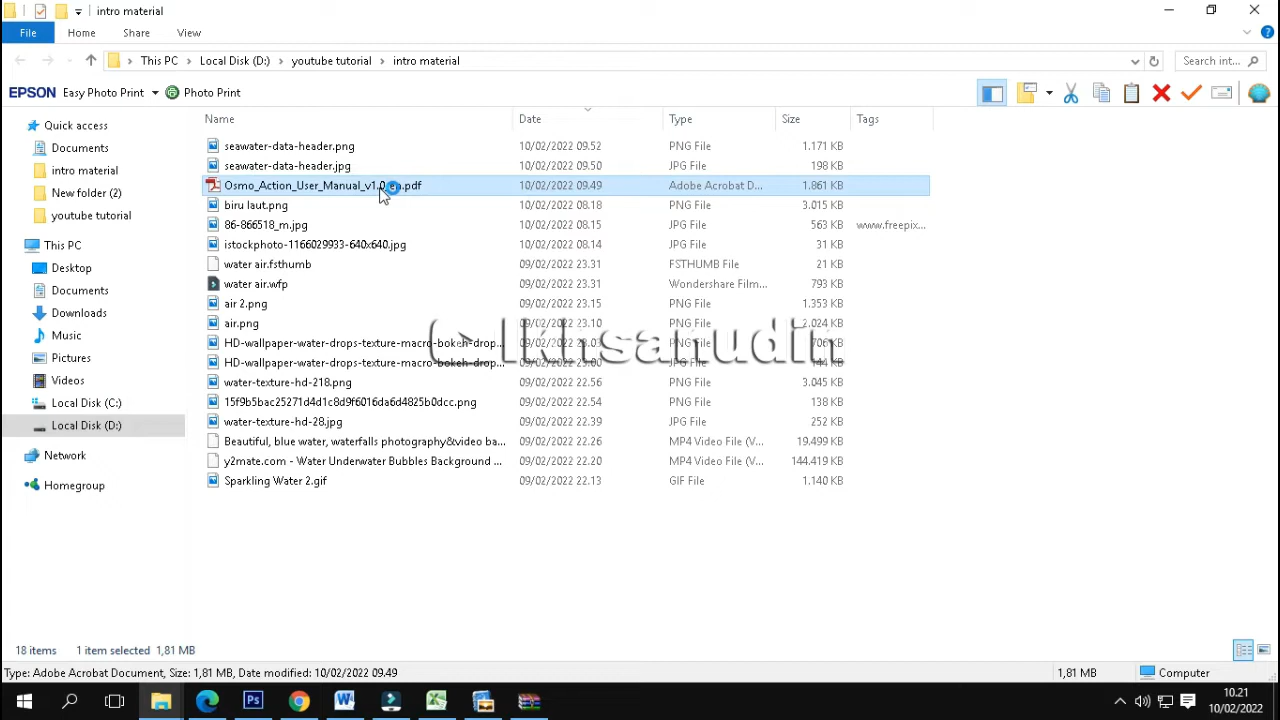 intro material
File Home Share View
This PC Local Disk (D:) youtube tutorial intro material Search int...
EPSON Easy Photo Print Photo Print
Name Date Type Size Tags
Quick access
Documents
intro material
New folder (2)
youtube tutorial
This PC
Desktop
Documents
Downloads
Music
Pictures
Videos
Local Disk (C:)
Local Disk (D:)
Network
Homegroup
seawater-data-header.png 10/02/2022 09.52 PNG File 1.171 KB
seawater-data-header.jpg 10/02/2022 09.50 JPG File 198 KB
Osmo_Action_User_Manual_v1.0_en.pdf 10/02/2022 09.49 Adobe Acrobat D... 1.861 KB
biru laut.png 10/02/2022 08.18 PNG File 3.015 KB
86-866518_m.jpg 10/02/2022 08.15 JPG File 563 KB www.freepix...
istockphoto-1166029933-640x640.jpg 10/02/2022 08.14 JPG File 31 KB
water air.fsthumb 09/02/2022 23.31 FSTHUMB File 21 KB
water air.wfp 09/02/2022 23.31 Wondershare Film... 793 KB
air 2.png 09/02/2022 23.15 PNG File 1.353 KB
air.png 09/02/2022 23.10 PNG File 2.024 KB
HD-wallpaper-water-drops-texture-macro-bokeh-drop... 09/02/2022 23.03 PNG File 706 KB
HD-wallpaper-water-drops-texture-macro-bokeh-drop... 09/02/2022 23.00 JPG File 144 KB
water-texture-hd-218.png 09/02/2022 22.56 PNG File 3.045 KB
15f9b5bac25271d4d1c8d9f6016da6d4825b0dcc.png 09/02/2022 22.54 PNG File 138 KB
water-texture-hd-28.jpg 09/02/2022 22.39 JPG File 252 KB
Beautiful, blue water, waterfalls photography&video ba... 09/02/2022 22.26 MP4 Video File (V... 19.499 KB
y2mate.com - Water Underwater Bubbles Background ... 09/02/2022 22.20 MP4 Video File (V... 144.419 KB
Sparkling Water 2.gif 09/02/2022 22.13 GIF File 1.140 KB
(c) Ikhsanudin
18 items 1 item selected 1,81 MB
Type: Adobe Acrobat Document, Size: 1,81 MB, Date modified: 10/02/2022 09.49 1,81 MB Computer
10.21
10/02/2022